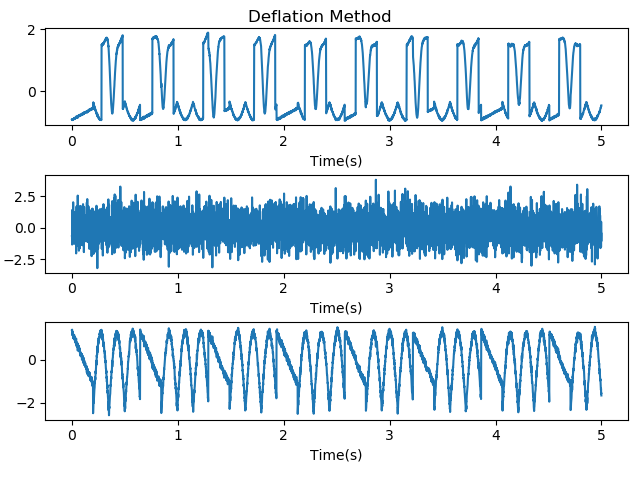 Deflation Method
2
0
0 1 2 3 4 5
Time(s)
2.5
0.0
−2.5
0 1 2 3 4 5
Time(s)
0
−2
0 1 2 3 4 5
Time(s)